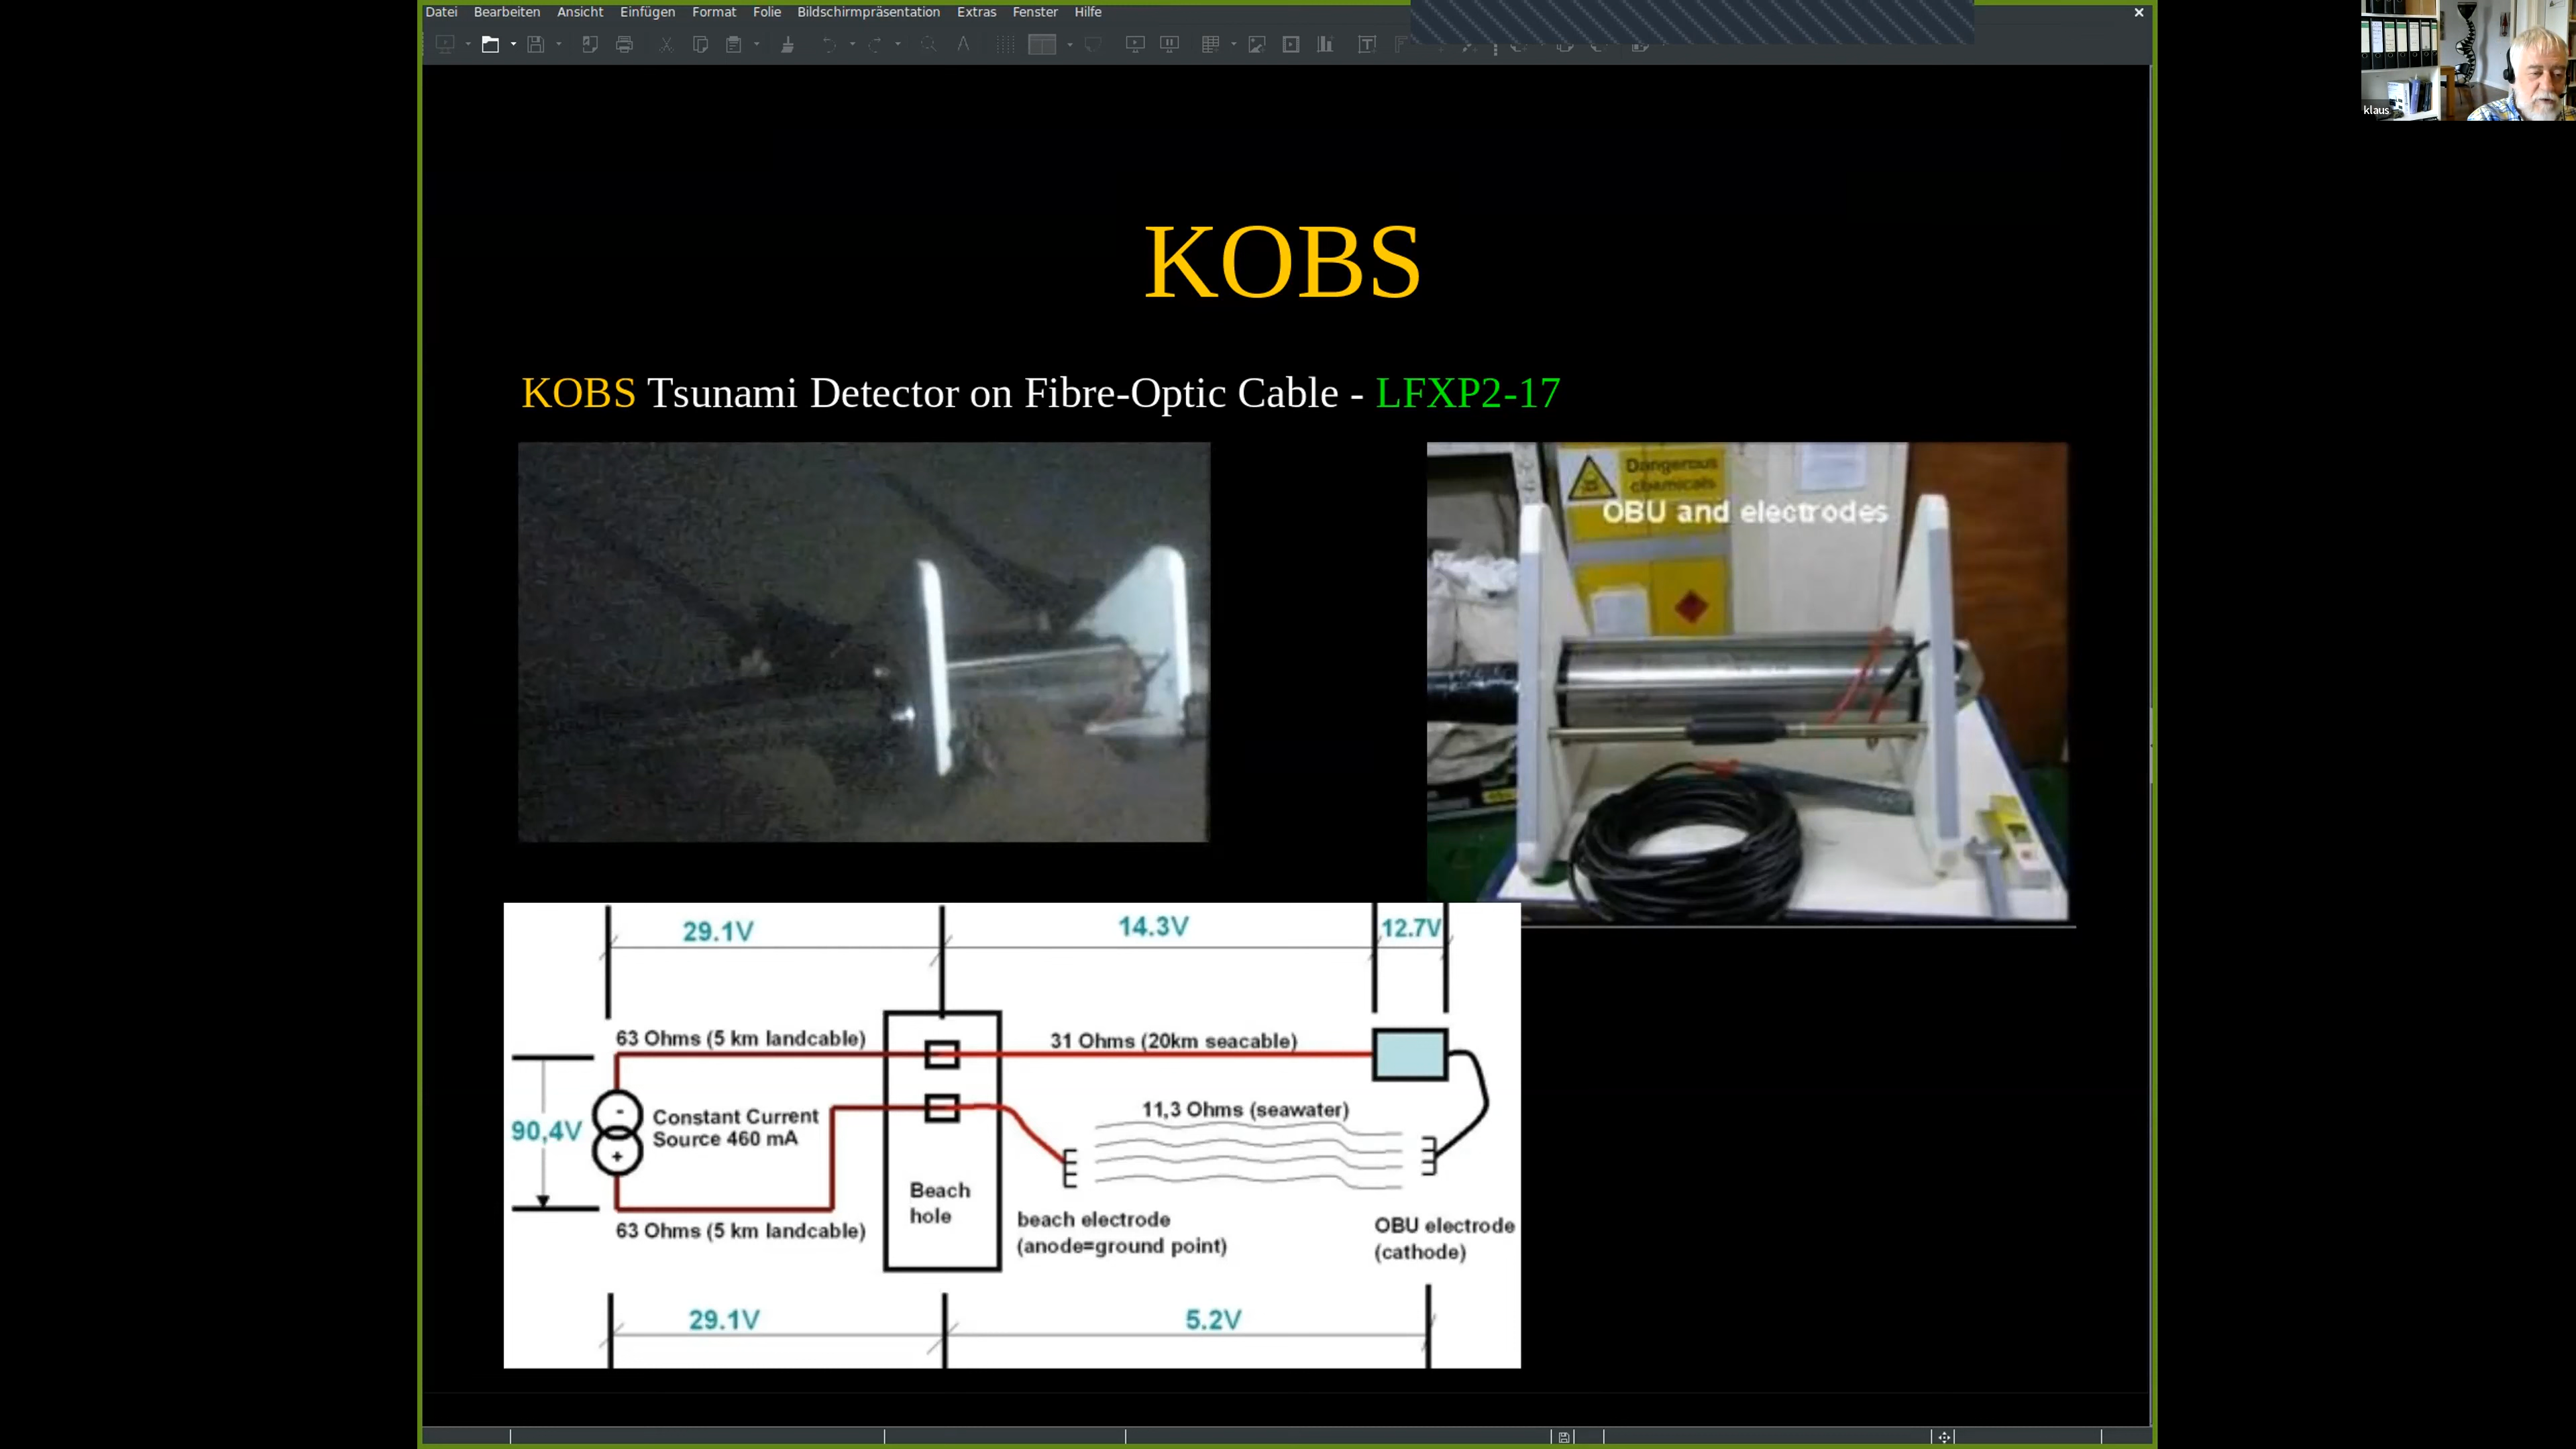 Datei Bearbeiten Ansicht Einfügen Format Folie Bildschirmpräsentation Extras Fenster Hilfe
klaus
KOBS
KOBS Tsunami Detector on Fibre-Optic Cable - LFXP2-17
Dangerous
chemicals
OBU and electrodes
29.1V
14.3V
12.7V
63 Ohms (5 km landcable)
31 Ohms (20km seacable)
90,4V
-
Constant Current
Source 460 mA
+
11,3 Ohms (seawater)
Beach
hole
63 Ohms (5 km landcable)
beach electrode
(anode=ground point)
OBU electrode
(cathode)
29.1V
5.2V